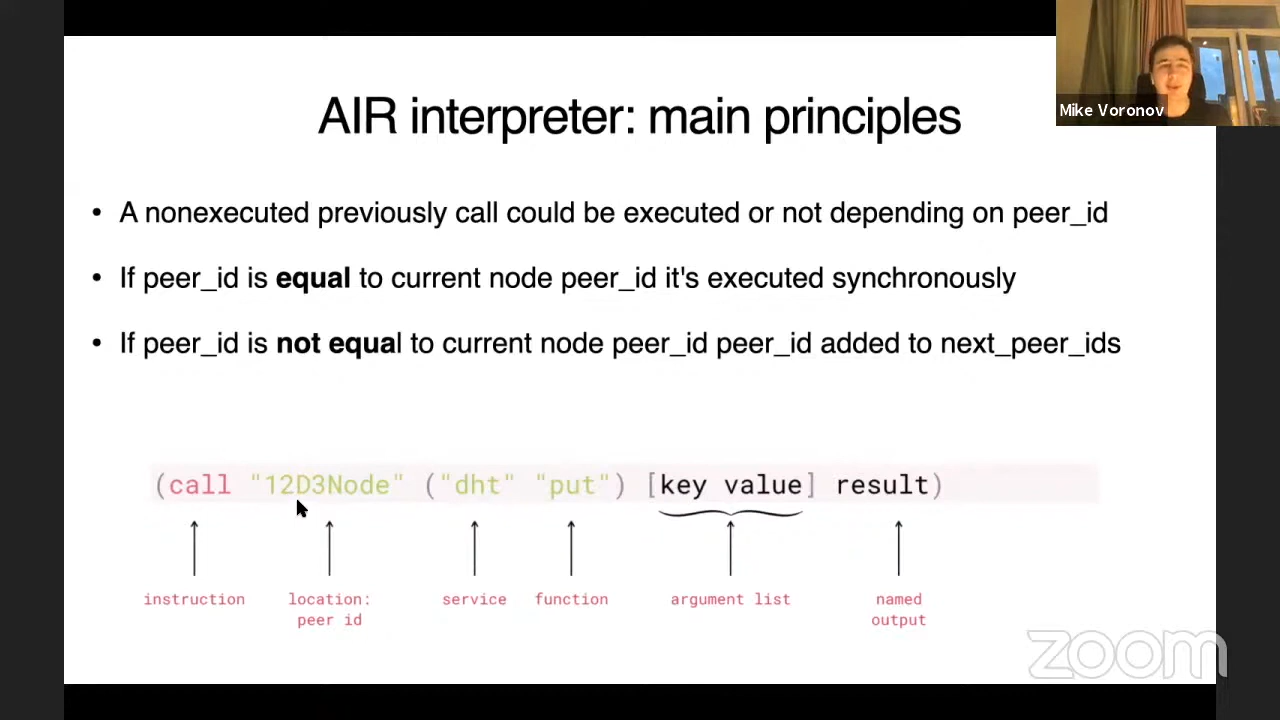 AIR interpreter: main principles
Mike Voronov
• A nonexecuted previously call could be executed or not depending on peer_id
• If peer_id is equal to current node peer_id it's executed synchronously
• If peer_id is not equal to current node peer_id peer_id added to next_peer_ids
(call "12D3Node" ("dht" "put") [key value] result)
instruction location: peer id service function argument list named output
zoom